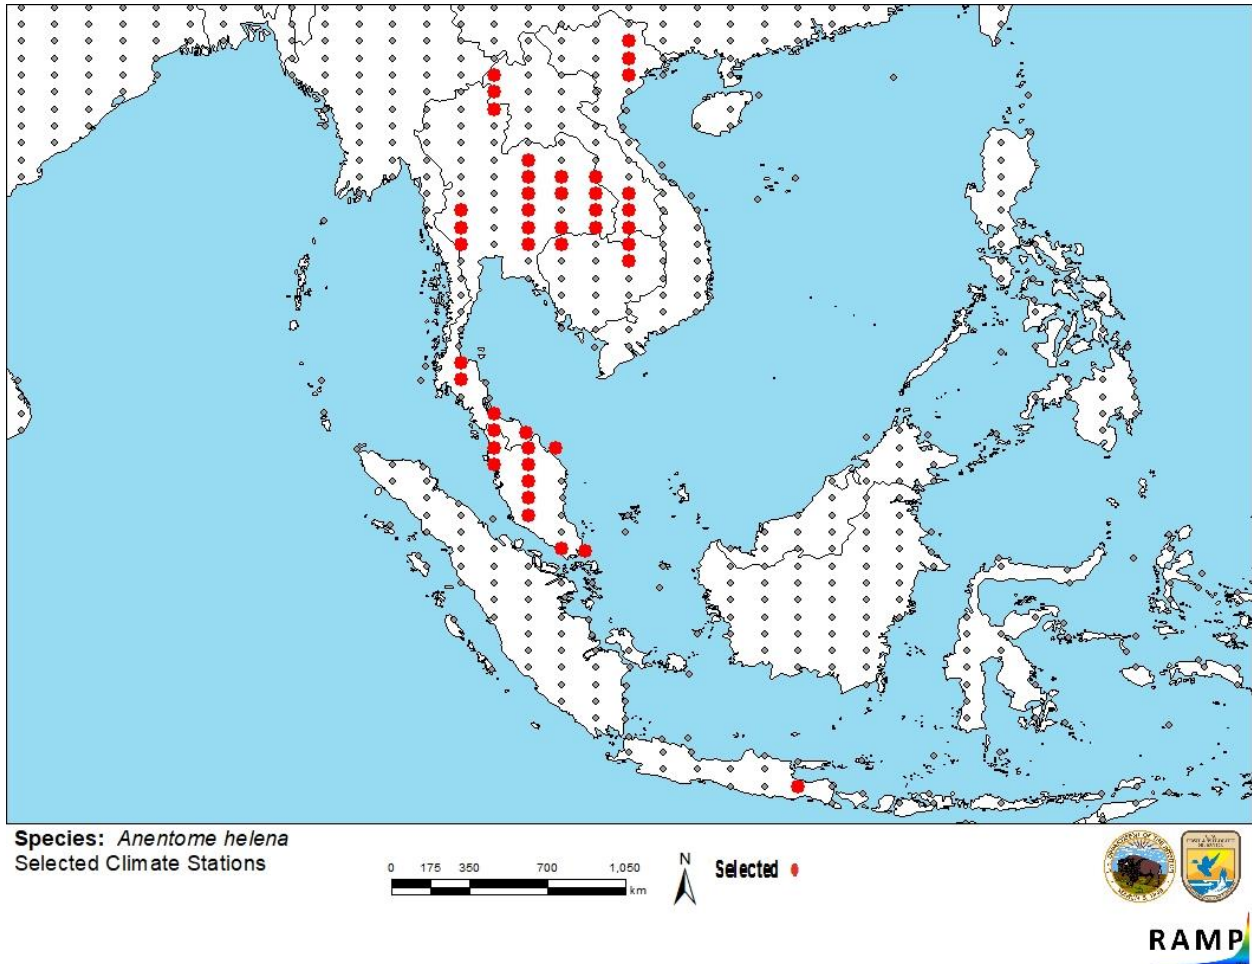 Species: Anentome helena
Selected Climate Stations
0 175 350 700 1,050
km
N
Selected
RAMP